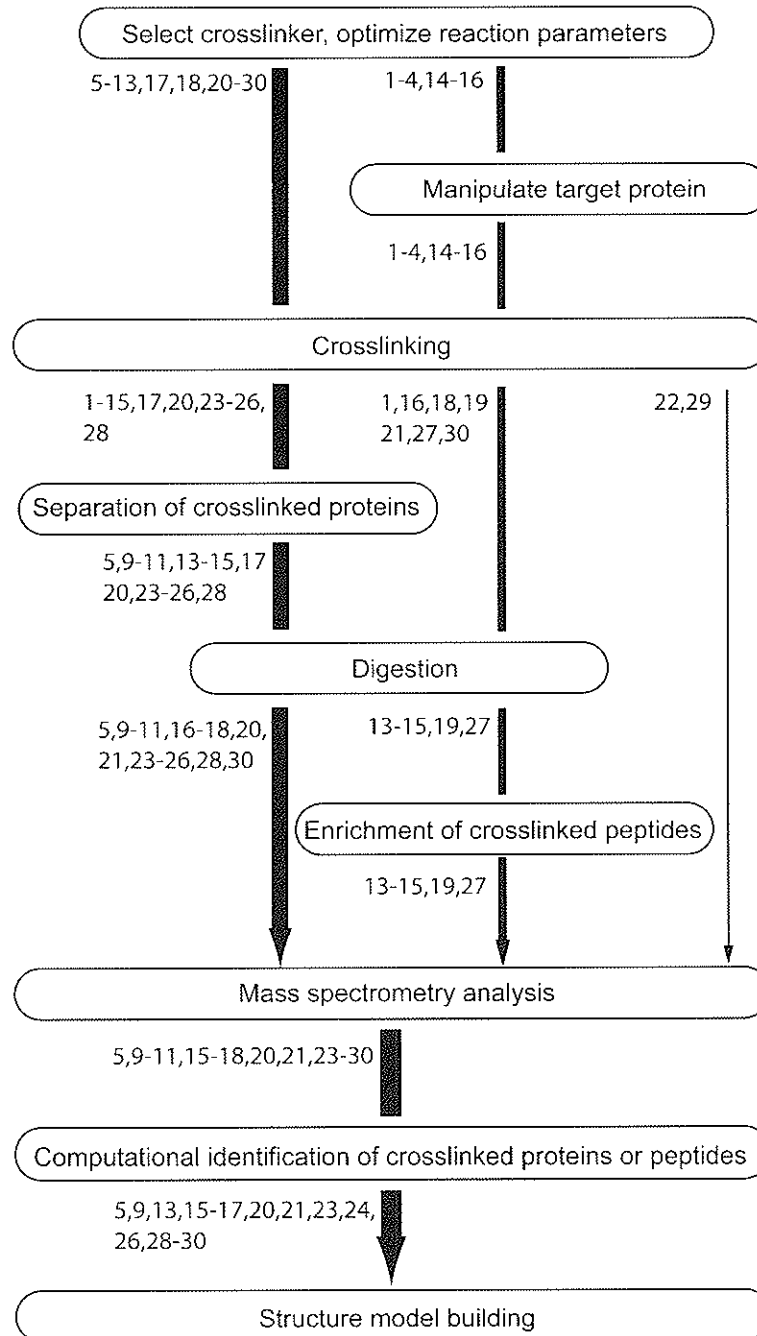 Select crosslinker, optimize reaction parameters
5-13,17,18,20-30
1-4,14-16
Manipulate target protein
1-4,14-16
Crosslinking
1-15,17,20,23-26,
28
1,16,18,19
21,27,30
22,29
Separation of crosslinked proteins
5,9-11,13-15,17
20,23-26,28
Digestion
5,9-11,16-18,20,
21,23-26,28,30
13-15,19,27
Enrichment of crosslinked peptides
13-15,19,27
Mass spectrometry analysis
5,9-11,15-18,20,21,23-30
Computational identification of crosslinked proteins or peptides
5,9,13,15-17,20,21,23,24,
26,28-30
Structure model building